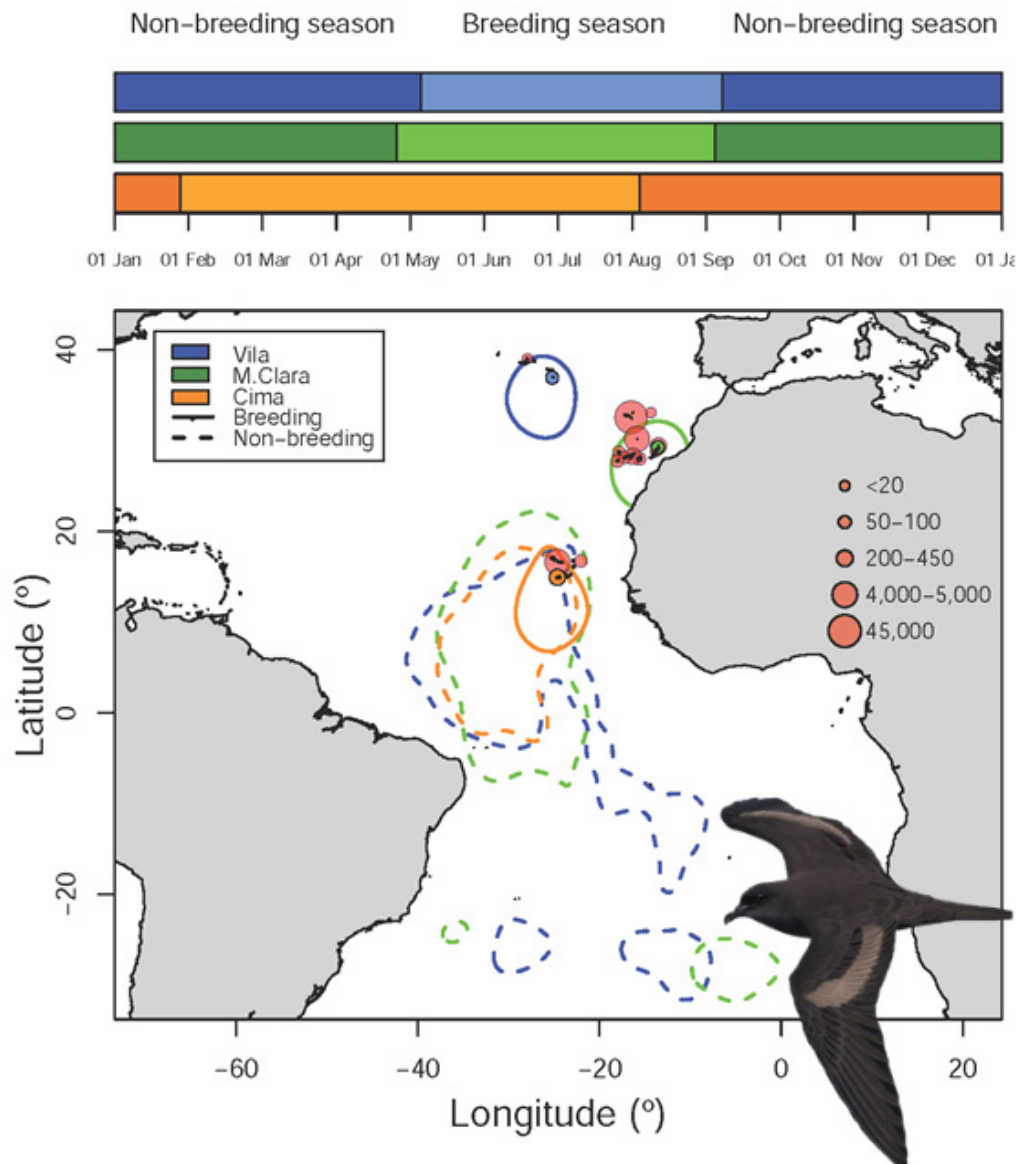 Non-breeding season Breeding season Non-breeding season
01 Jan 01 Feb 01 Mar 01 Apr 01 May 01 Jun 01 Jul 01 Aug 01 Sep 01 Oct 01 Nov 01 Dec 01 Ja
Vila
M.Clara
Cima
Breeding
Non-breeding
<20
50-100
200-450
4,000-5,000
45,000
40
20
0
-20
Latitude (º)
-60 -40 -20 0 20
Longitude (º)